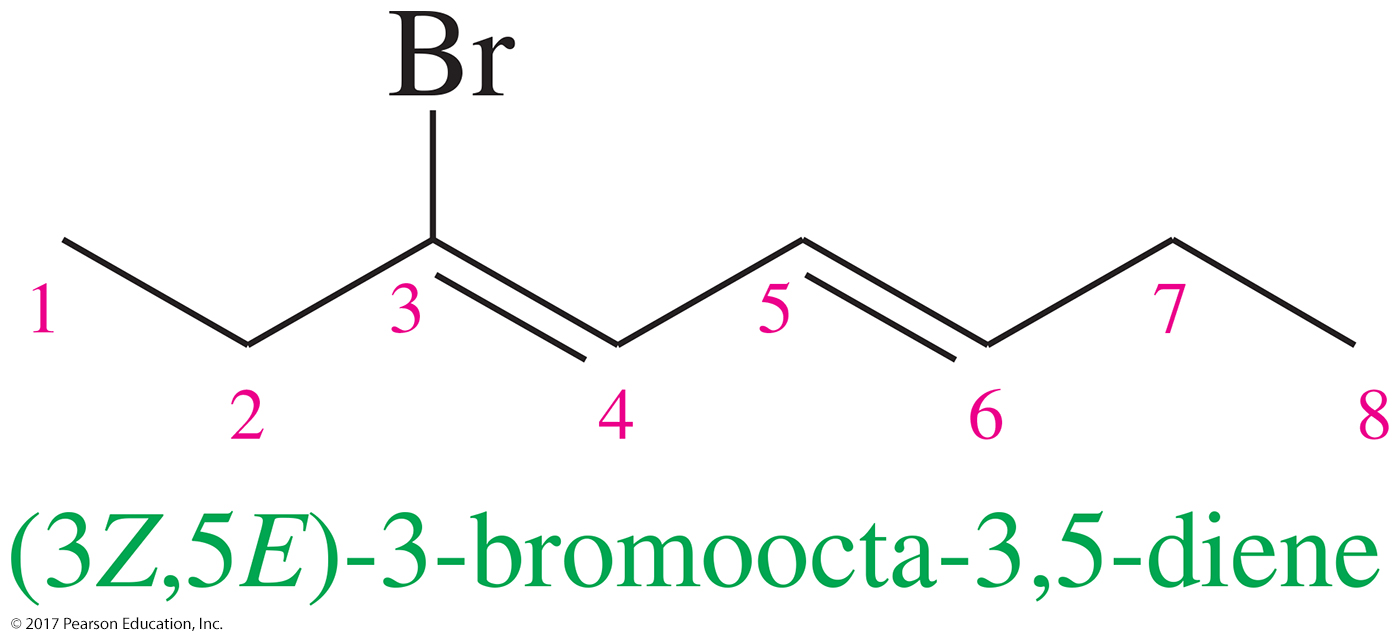 Br
1 3 5 7
2 4 6 8
(3Z,5E)-3-bromoocta-3,5-diene
© 2017 Pearson Education, Inc.